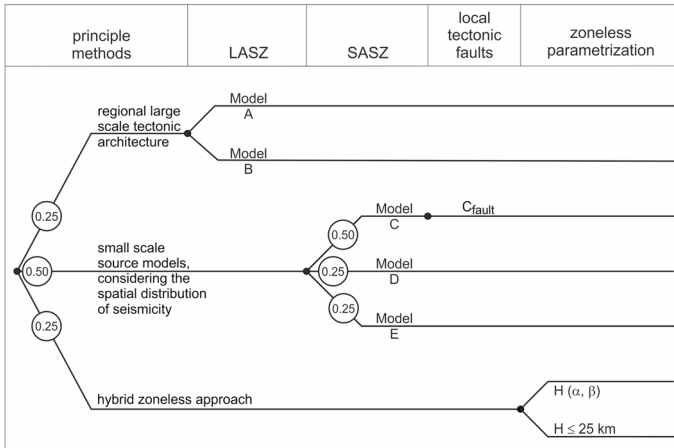 principle
methods
LASZ
SASZ
local
tectonic
faults
zoneless
parametrization
regional large
scale tectonic
architecture
Model
A
Model
B
0.25
0.50
0.25
small scale
source models,
considering the
spatial distribution
of seismicity
0.50
0.25
0.25
Model
C
Cfault
Model
D
Model
E
hybrid zoneless approach
H (α, β)
H ≤ 25 km